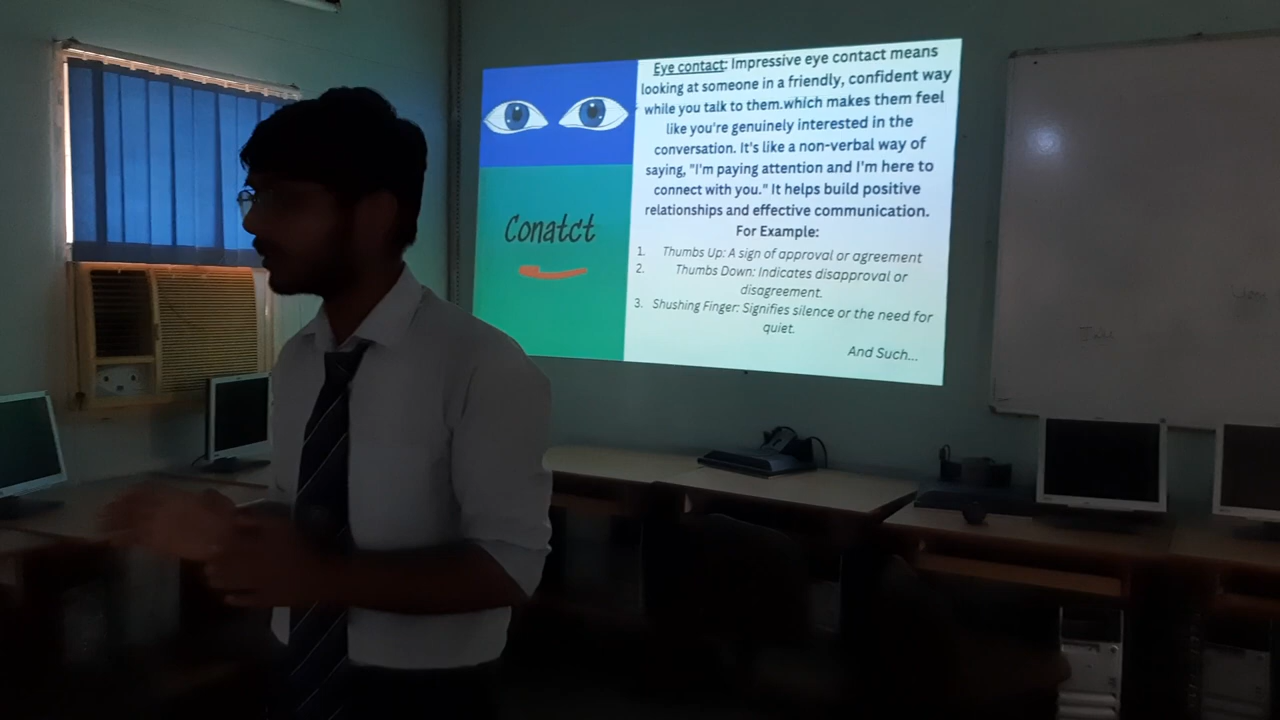 Eye contact: Impressive eye contact means
looking at someone in a friendly, confident way
while you talk to them.which makes them feel
like you're genuinely interested in the
conversation. It's like a non-verbal way of
saying, "I'm paying attention and I'm here to
connect with you." It helps build positive
relationships and effective communication.
For Example:
1. Thumbs Up: A sign of approval or agreement
2. Thumbs Down: Indicates disapproval or
disagreement.
3. Shushing Finger: Signifies silence or the need for
quiet.
And Such...
Conatct